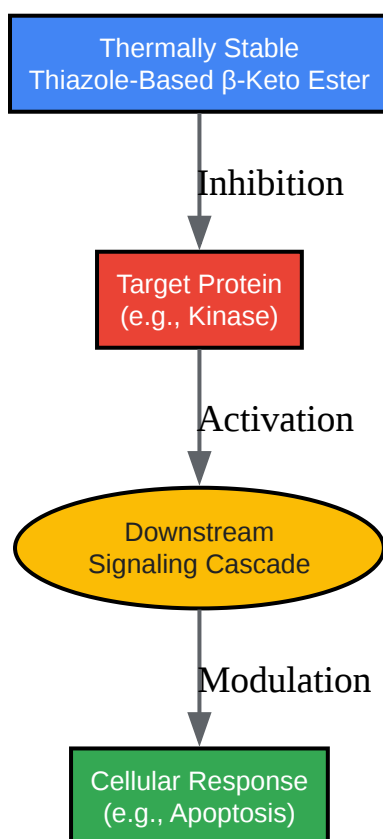 Thermally Stable
Thiazole-Based β-Keto Ester
Inhibition
Target Protein
(e.g., Kinase)
Activation
Downstream
Signaling Cascade
Modulation
Cellular Response
(e.g., Apoptosis)